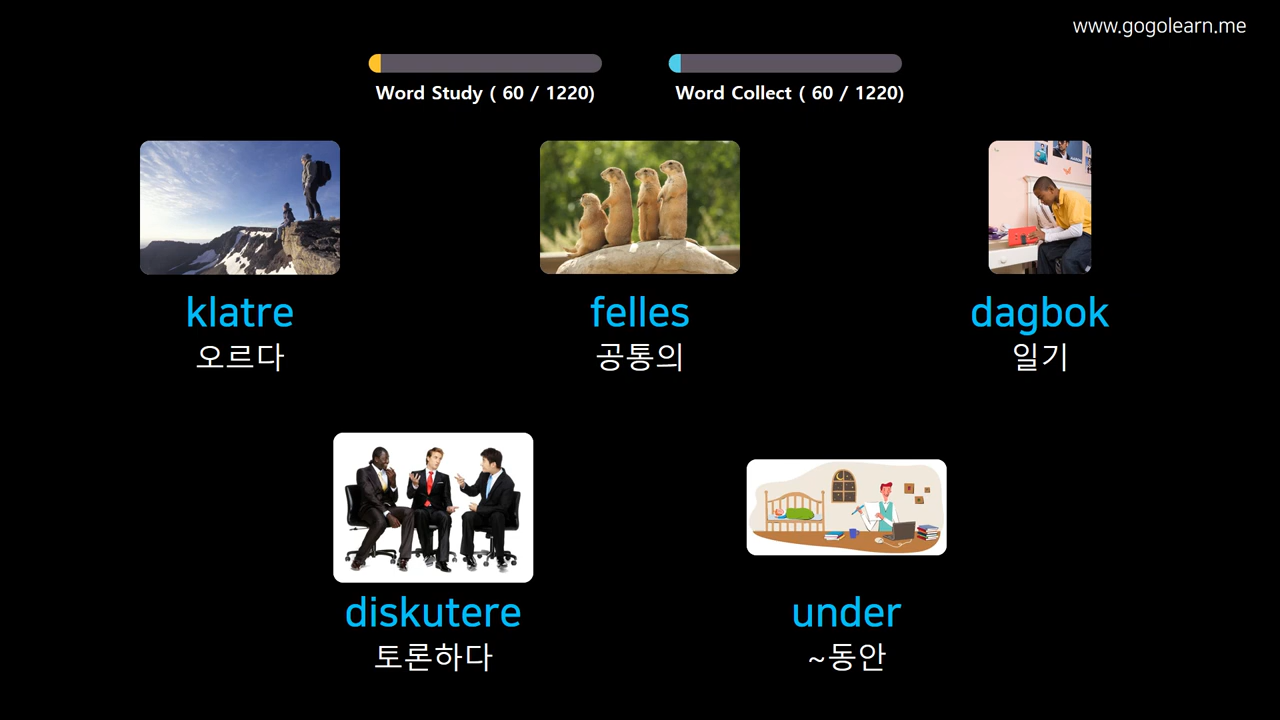 www.gogolearn.me
Word Study ( 60 / 1220)
Word Collect ( 60 / 1220)
klatre
오르다
felles
공통의
dagbok
일기
diskutere
토론하다
under
~동안